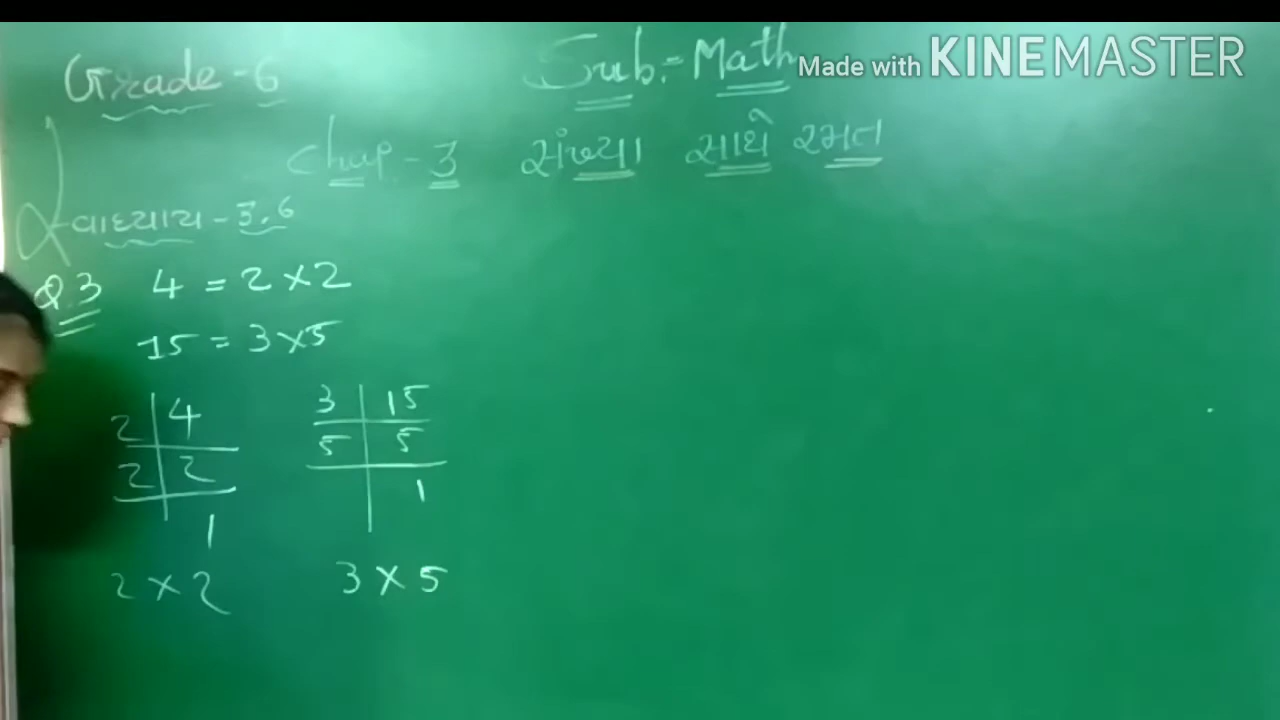 Grade - 6 Sub.- Math
Made with KINEMASTER
Chap - 3 સંખ્યા સાથે રમત
સ્વાધ્યાય - 3.6
Q.3 4 = 2 × 2
15 = 3 × 5
2 | 4 3 | 15
2 | 2 5 | 5
1 1
2 × 2 3 × 5